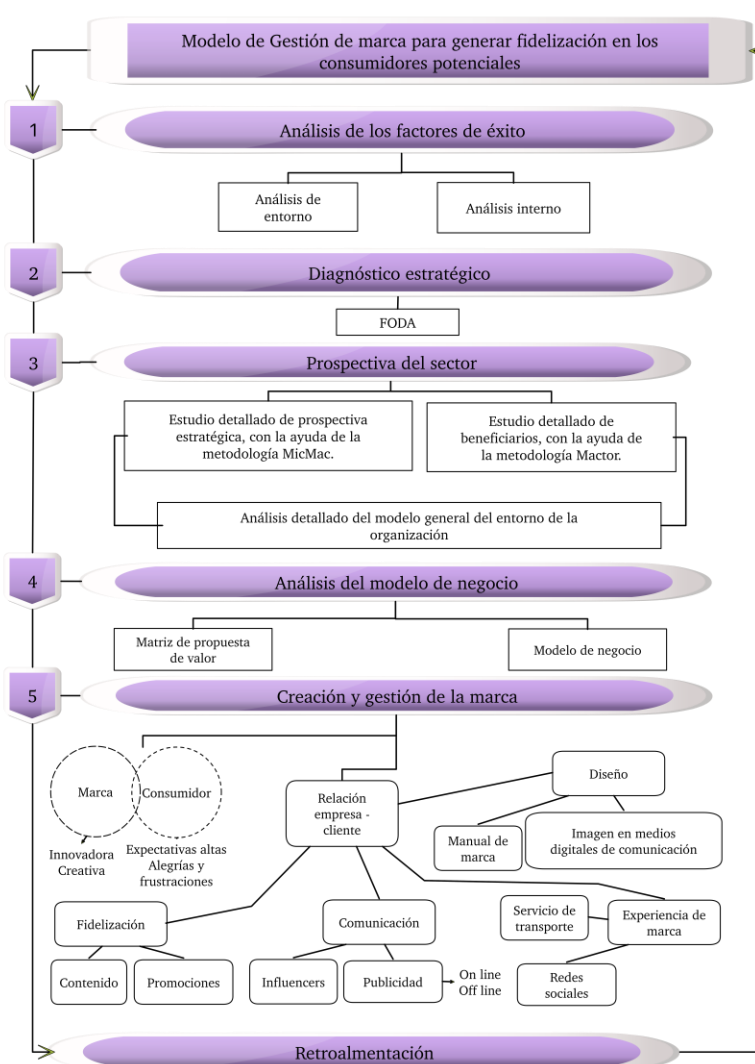 Modelo de Gestión de marca para generar fidelización en los
consumidores potenciales
1
Análisis de los factores de éxito
Análisis de
entorno
Análisis interno
2
Diagnóstico estratégico
FODA
3
Prospectiva del sector
Estudio detallado de prospectiva
estratégica, con la ayuda de la
metodología MicMac.
Estudio detallado de
beneficiarios, con la ayuda de
la metodología Mactor.
Análisis detallado del modelo general del entorno de la
organización
4
Análisis del modelo de negocio
Matriz de propuesta
de valor
Modelo de negocio
5
Creación y gestión de la marca
Marca
Consumidor
Innovadora
Creativa
Expectativas altas
Alegrías y
frustraciones
Relación
empresa -
cliente
Diseño
Manual de
marca
Imagen en medios
digitales de comunicación
Fidelización
Contenido
Promociones
Comunicación
Influencers
Publicidad
On line
Off line
Servicio de
transporte
Experiencia de
marca
Redes
sociales
Retroalmentación